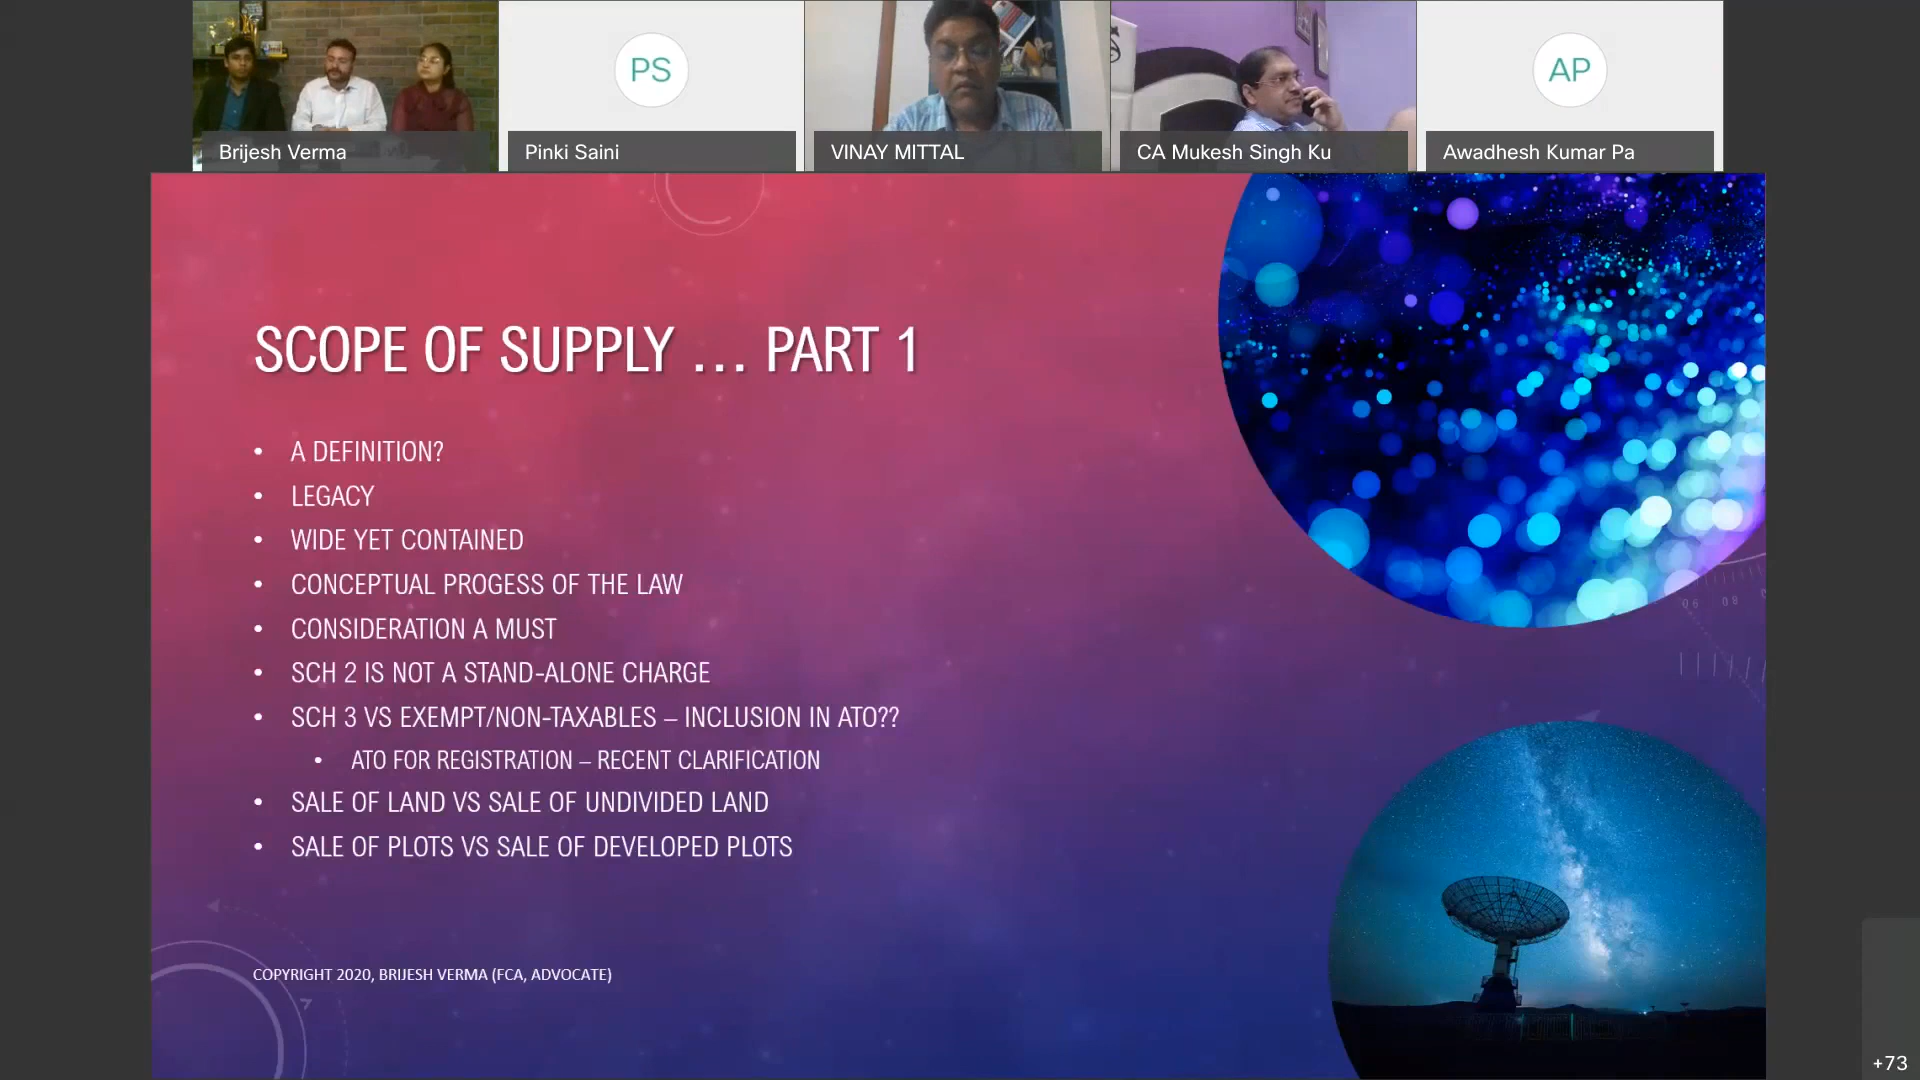 PS
AP
Brijesh Verma
Pinki Saini
VINAY MITTAL
CA Mukesh Singh Ku
Awadhesh Kumar Pa
SCOPE OF SUPPLY ... PART 1
• A DEFINITION?
• LEGACY
• WIDE YET CONTAINED
• CONCEPTUAL PROGESS OF THE LAW
• CONSIDERATION A MUST
• SCH 2 IS NOT A STAND-ALONE CHARGE
• SCH 3 VS EXEMPT/NON-TAXABLES – INCLUSION IN ATO??
• ATO FOR REGISTRATION – RECENT CLARIFICATION
• SALE OF LAND VS SALE OF UNDIVIDED LAND
• SALE OF PLOTS VS SALE OF DEVELOPED PLOTS
06 09
COPYRIGHT 2020, BRIJESH VERMA (FCA, ADVOCATE)
+73